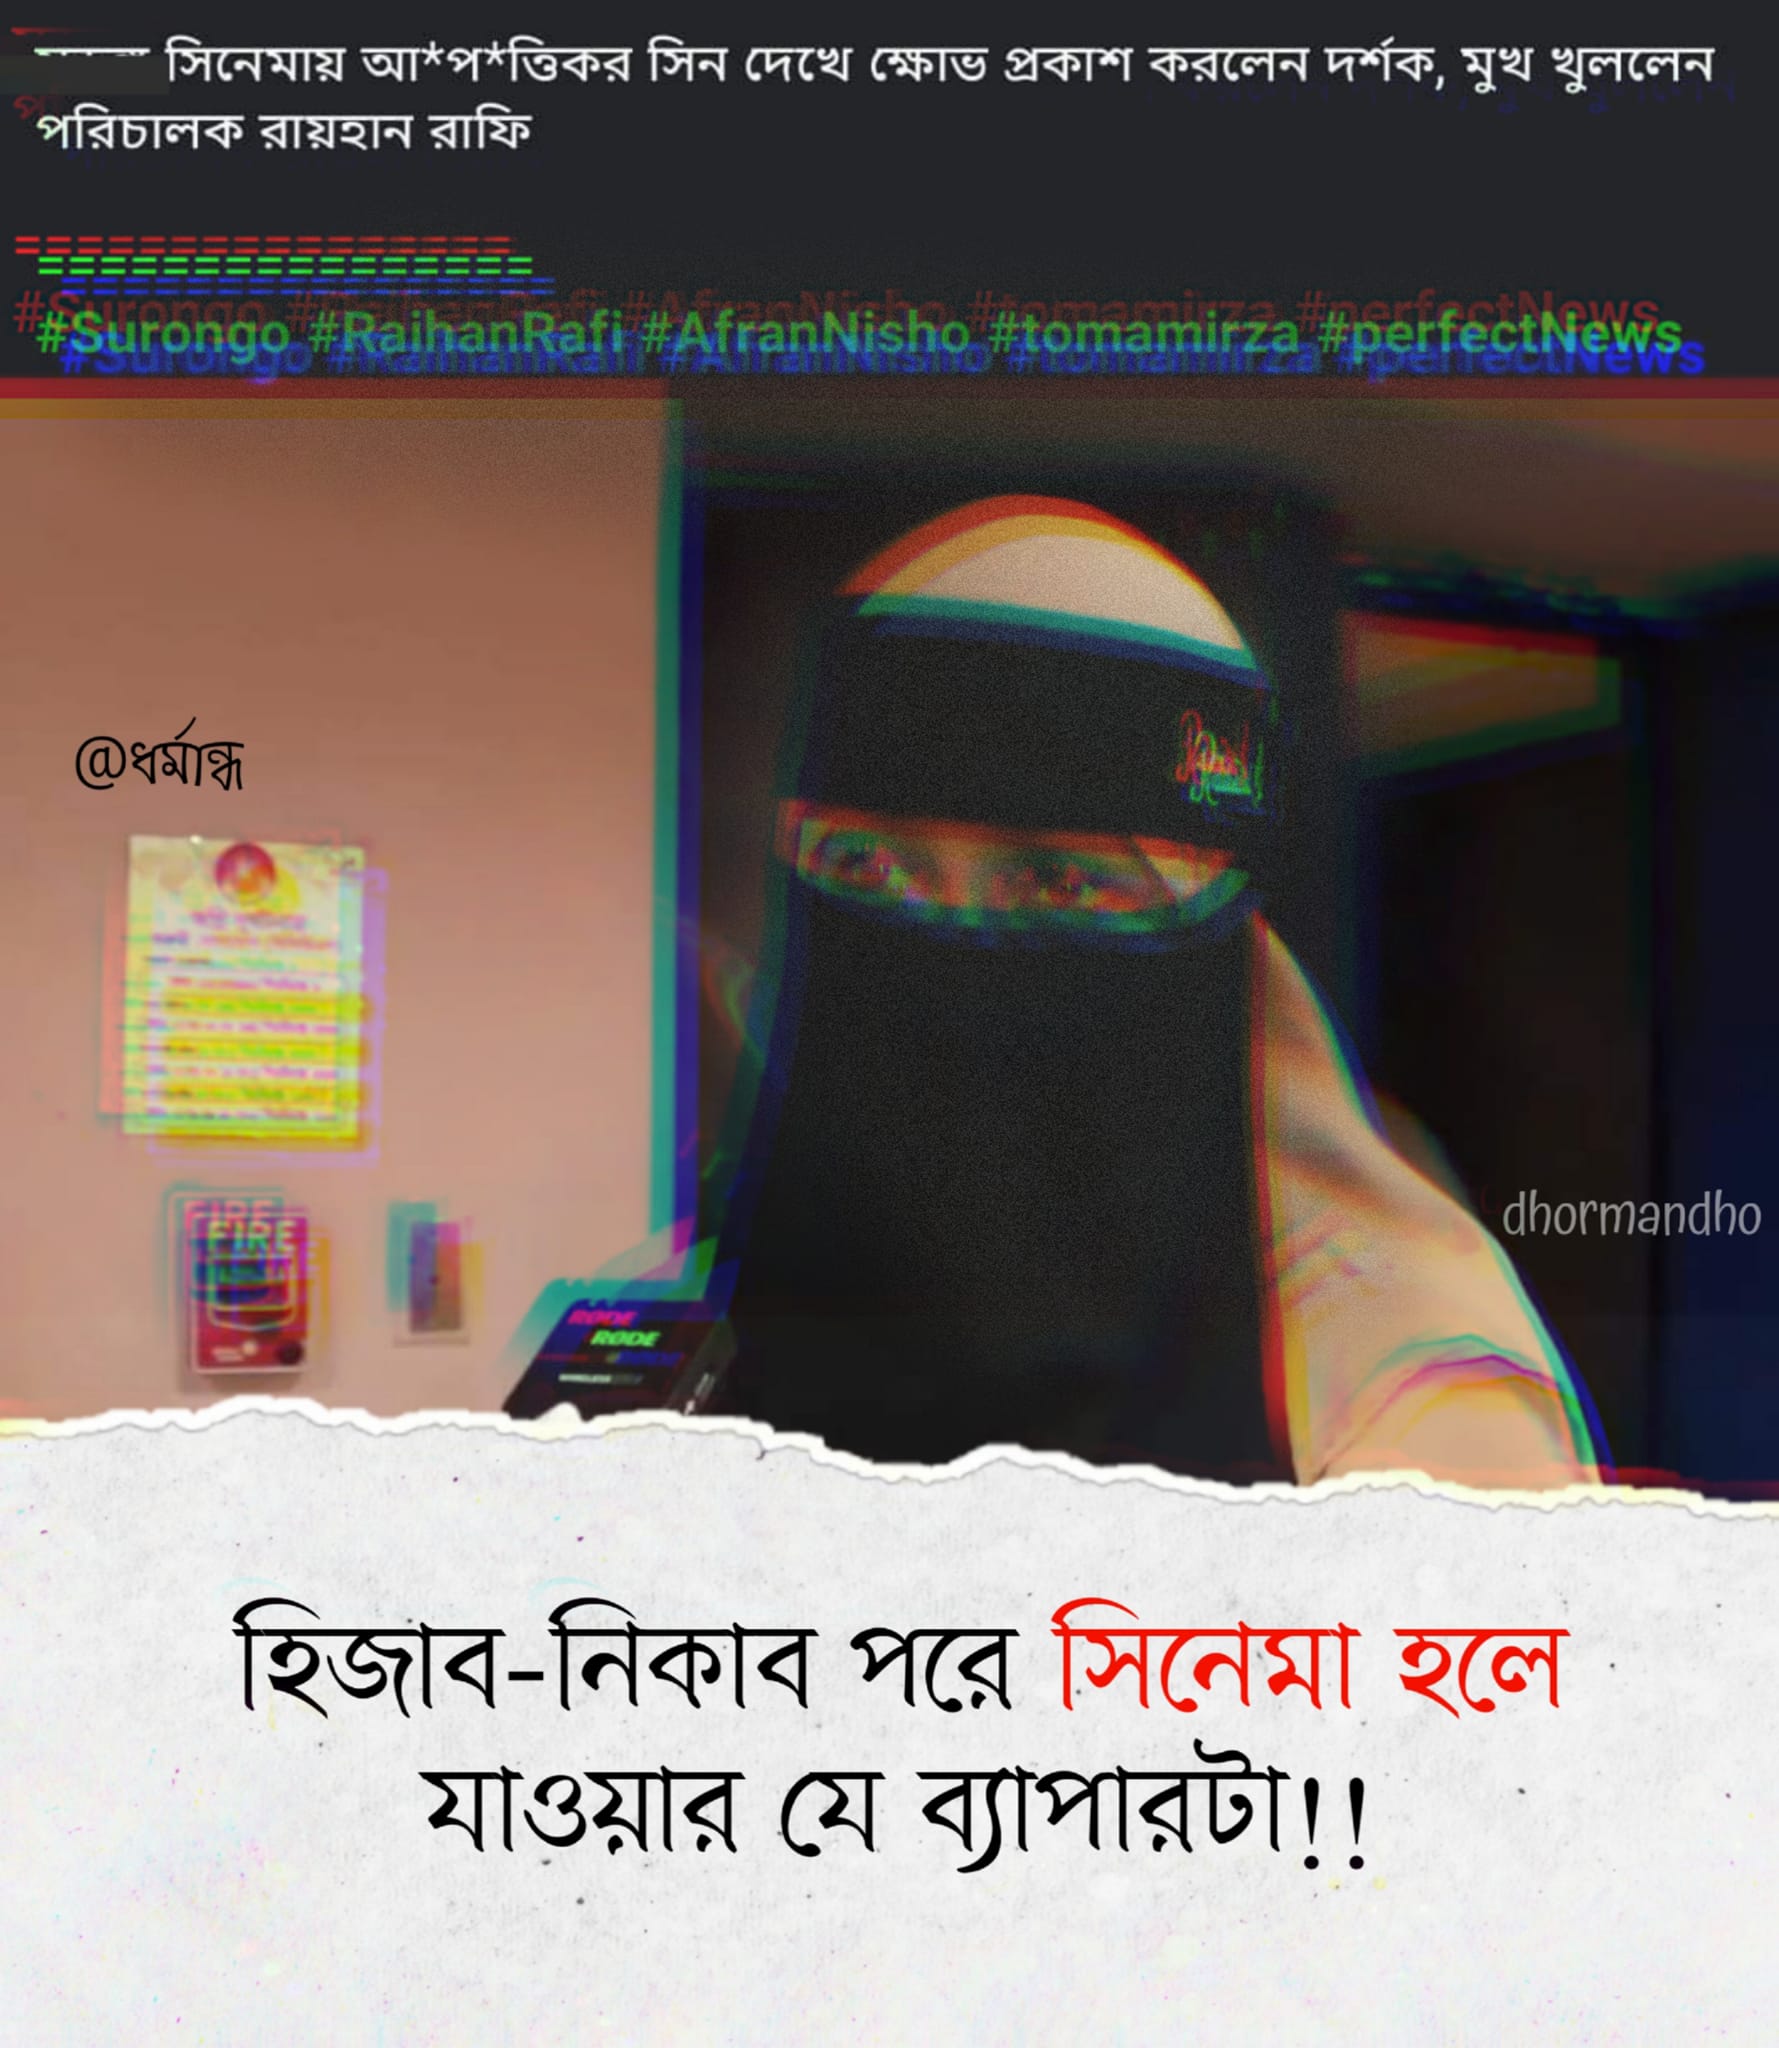 সিনেমায় আ*প*ত্তিকর সিন দেখে ক্ষোভ প্রকাশ করলেন দর্শক, মুখ খুললেন
পরিচালক রায়হান রাফি
================
#Surongo #RaihanRafi #AfranNisho #tomamirza #perfectNews
@ধর্মান্ধ
FIRE
dhormandho
RØDE
হিজাব-নিকাব পরে সিনেমা হলে
যাওয়ার যে ব্যাপারটা!!